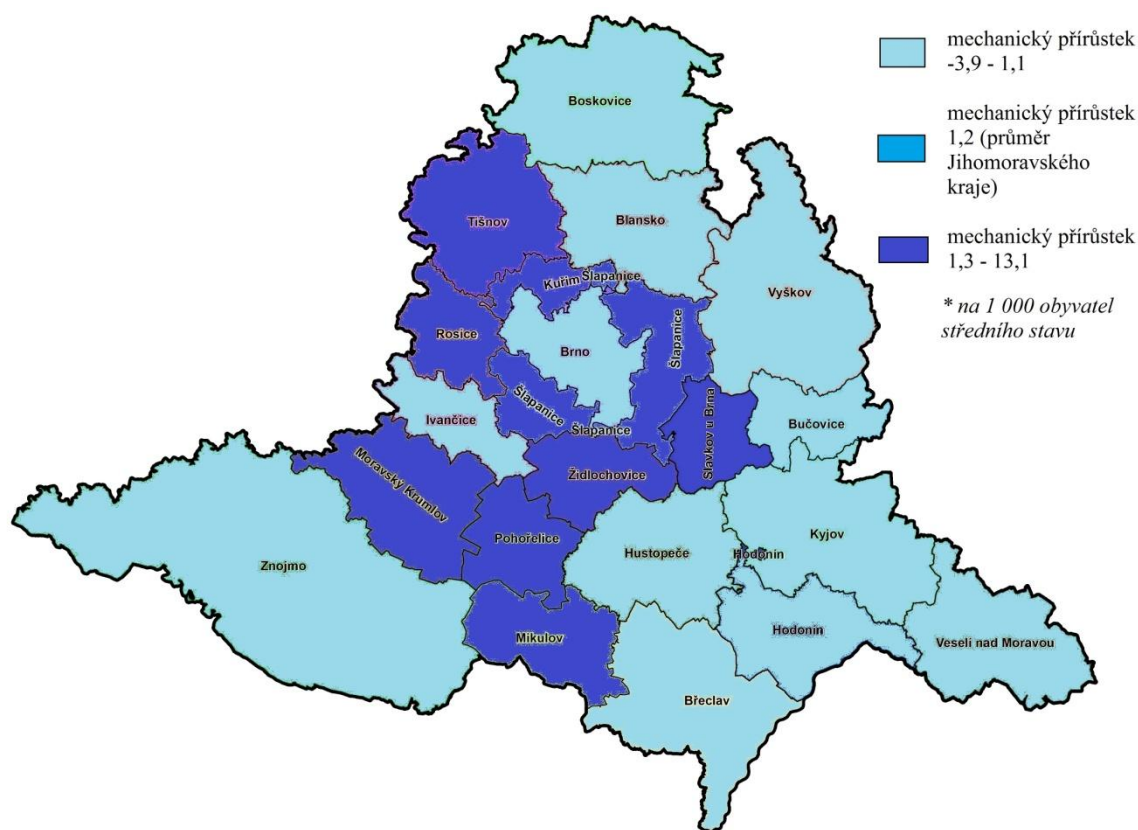 mechanický přírůstek
-3,9 - 1,1
mechanický přírůstek
1,2 (průměr
Jihomoravského
kraje)
mechanický přírůstek
1,3 - 13,1
* na 1 000 obyvatel
středního stavu
Boskovice
Tišnov
Blansko
Kuřim
Šlapanice
Vyškov
Rosice
Brno
Šlapanice
Šlapanice
Ivančice
Šlapanice
Slavkov u Brna
Bučovice
Moravský Krumlov
Židlochovice
Pohořelice
Hustopeče
Hodonín
Kyjov
Znojmo
Mikulov
Hodonín
Veselí nad Moravou
Břeclav